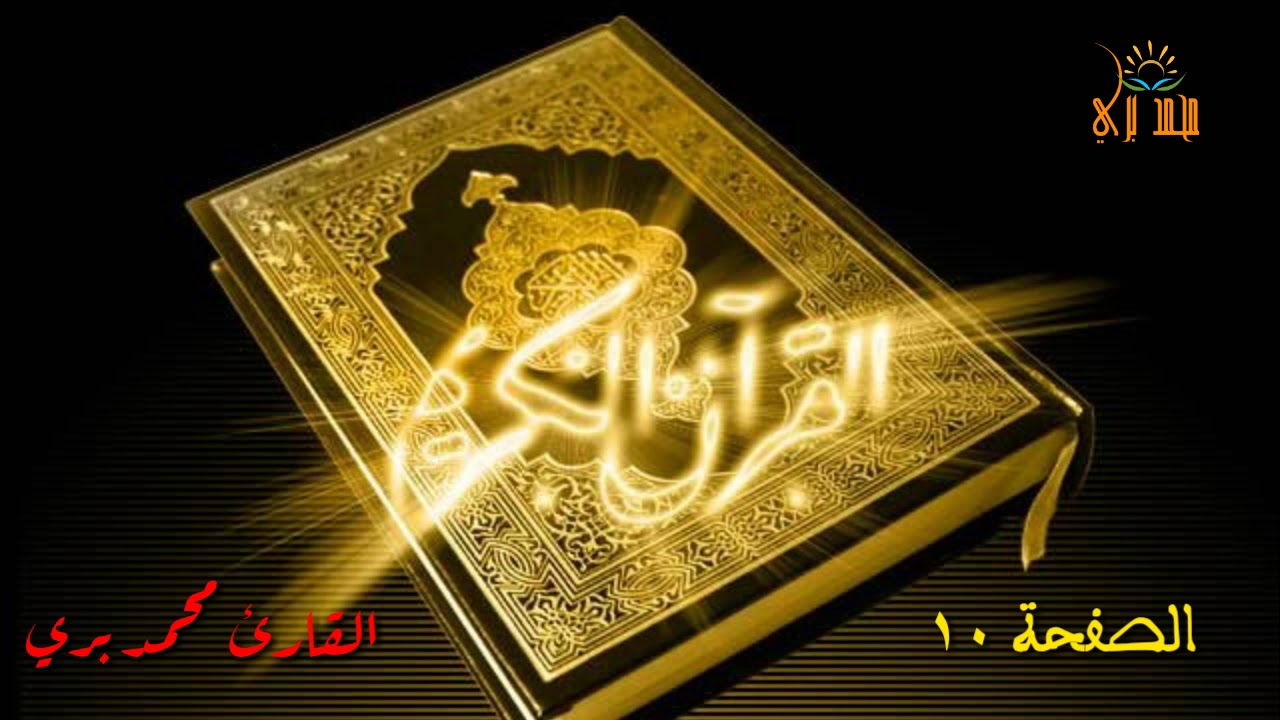 محمد بري
القرآن الكريم
الصفحة ١٠
القارئ محمد بري